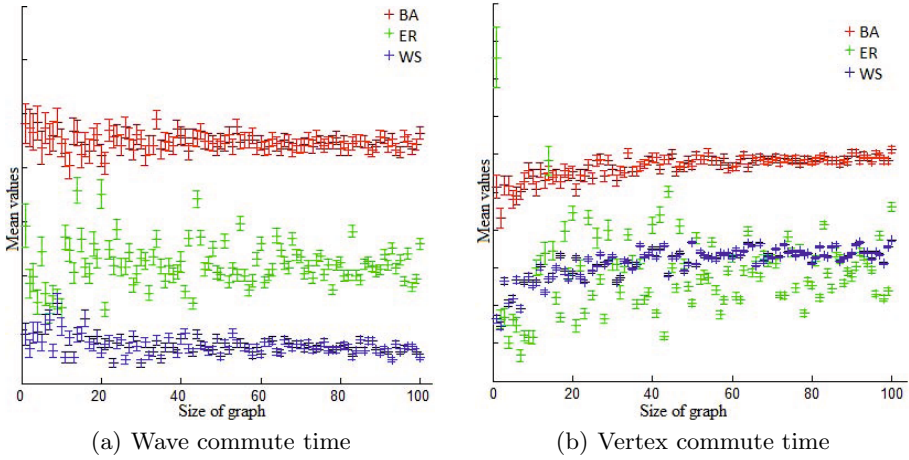 BA
ER
WS
Mean values
0 20 40 60 80 100
Size of graph
(a) Wave commute time
BA
ER
WS
Mean values
0 20 40 60 80 100
Size of graph
(b) Vertex commute time